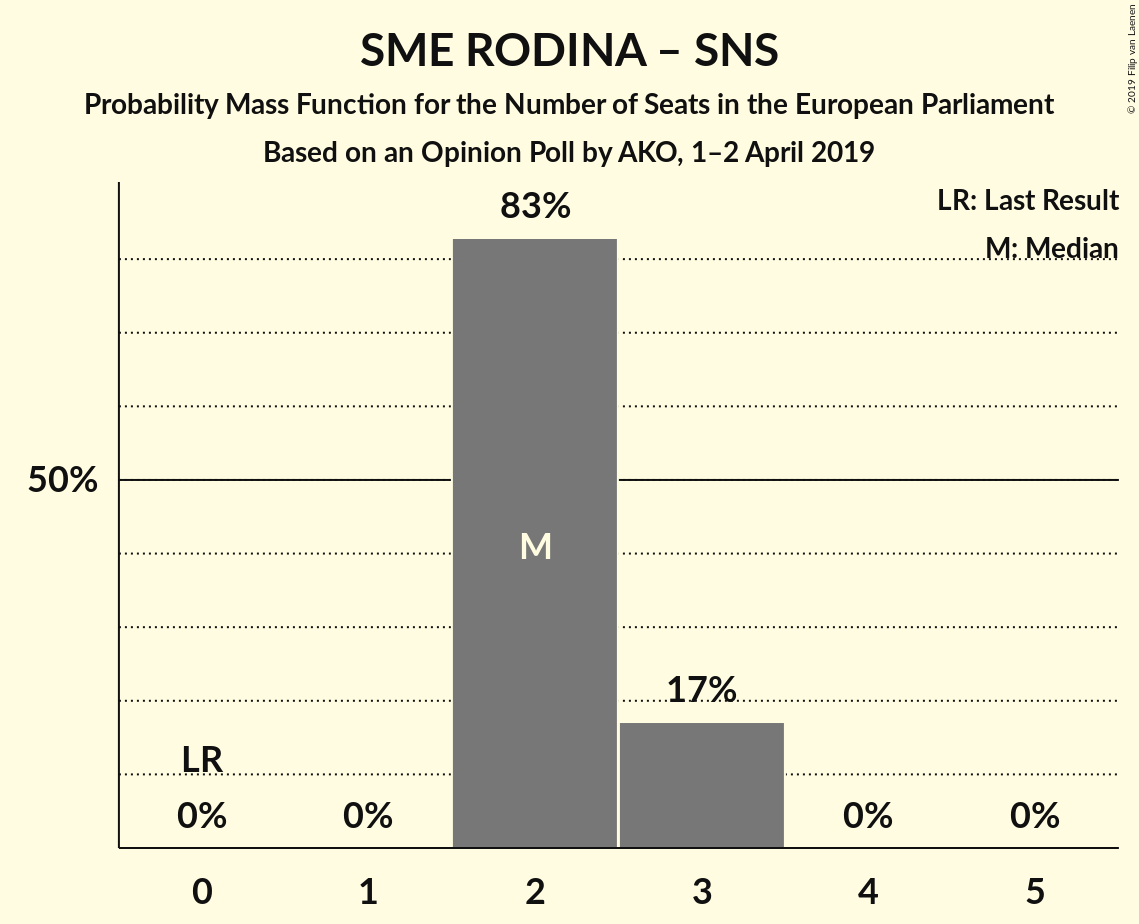 SME RODINA – SNS
Probability Mass Function for the Number of Seats in the European Parliament
Based on an Opinion Poll by AKO, 1–2 April 2019
© 2019 Filip van Laenen
LR: Last Result
M: Median
83%
50%
M
17%
LR
0% 0% 0% 0%
0 1 2 3 4 5